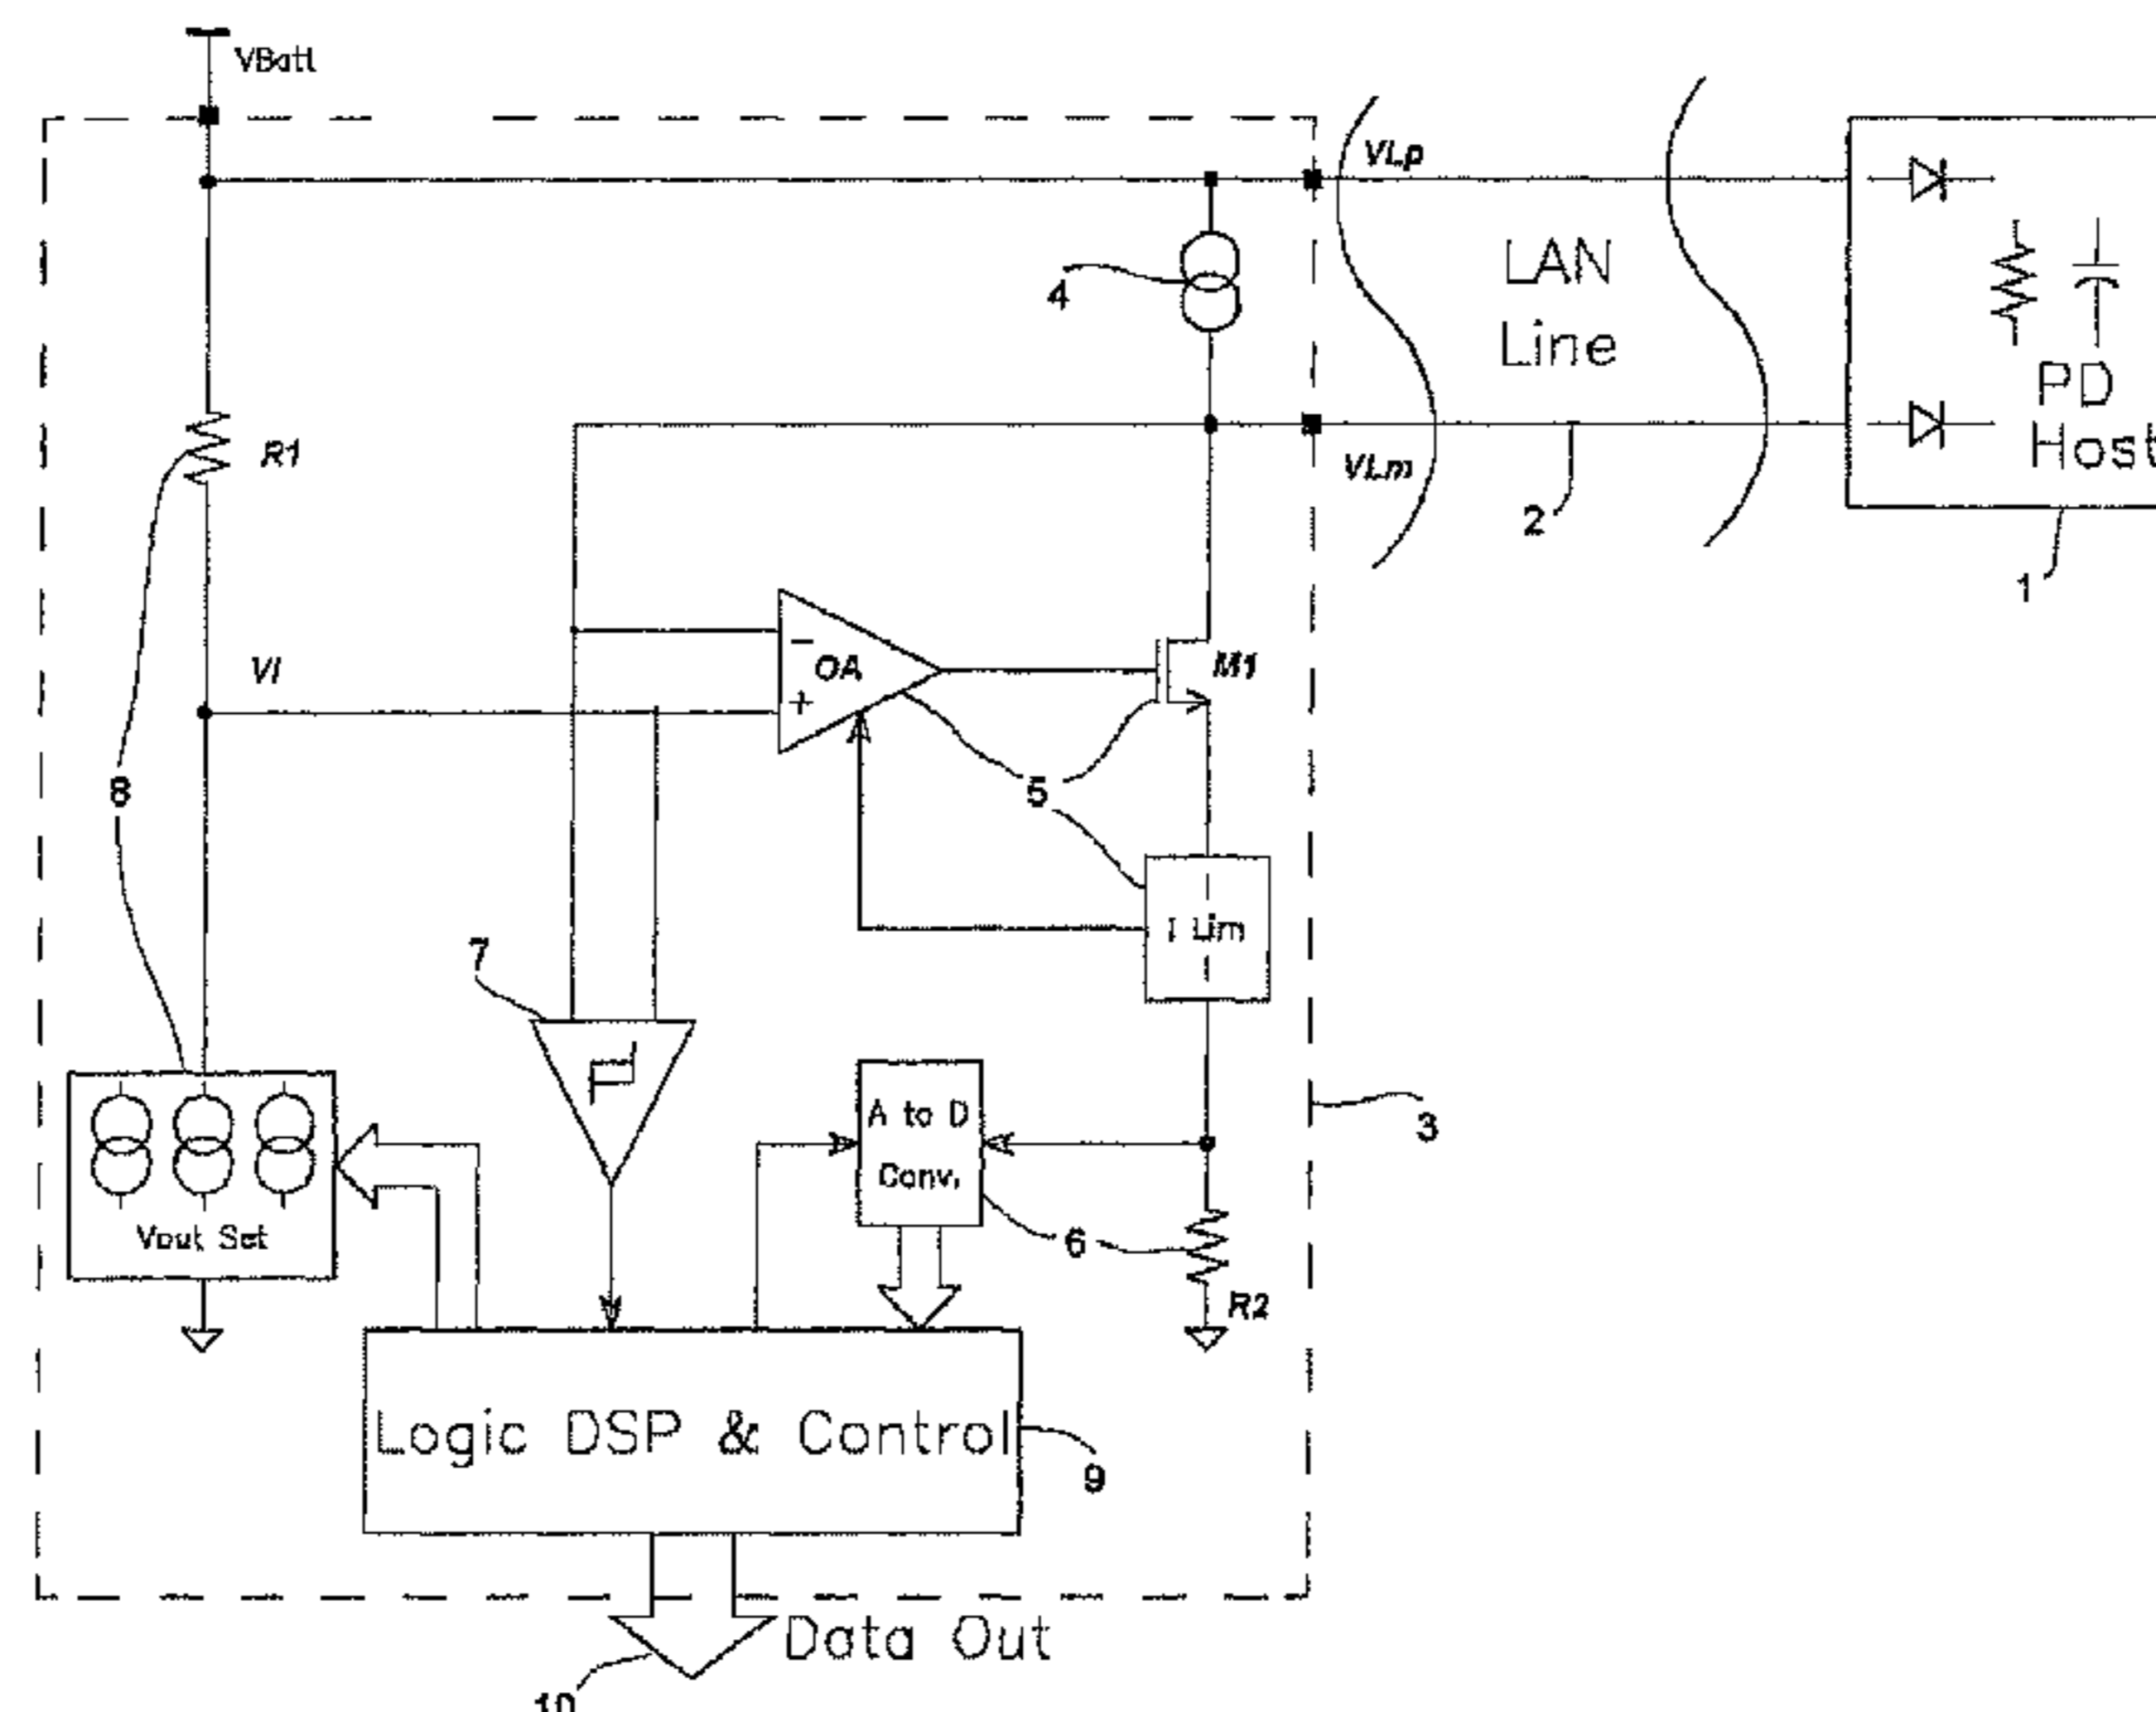 VBatt
VLp
4
LAN
Line
PD
Host
R1
VLm
2
1
VI
-
OA
+
M1
8
5
7
I Lim
A to D
Conv.
3
Vout Set
6
R2
Logic DSP & Control
9
Data Out
10